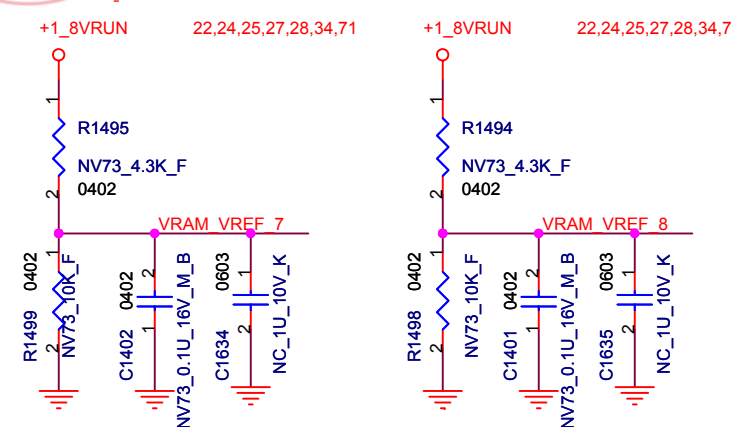 +1_8VRUN
22,24,25,27,28,34,71
1
R1495
NV73_4.3K_F
0402
2
VRAM_VREF_7
1
0402
R1499
NV73_10K_F
2
2
0402
C1402
1
NV73_0.1U_16V_M_B
1
0603
C1634
2
NC_1U_10V_K
+1_8VRUN
22,24,25,27,28,34,7
1
R1494
NV73_4.3K_F
0402
2
VRAM_VREF_8
1
0402
R1498
NV73_10K_F
2
2
0402
C1401
1
NV73_0.1U_16V_M_B
1
0603
C1635
2
NC_1U_10V_K